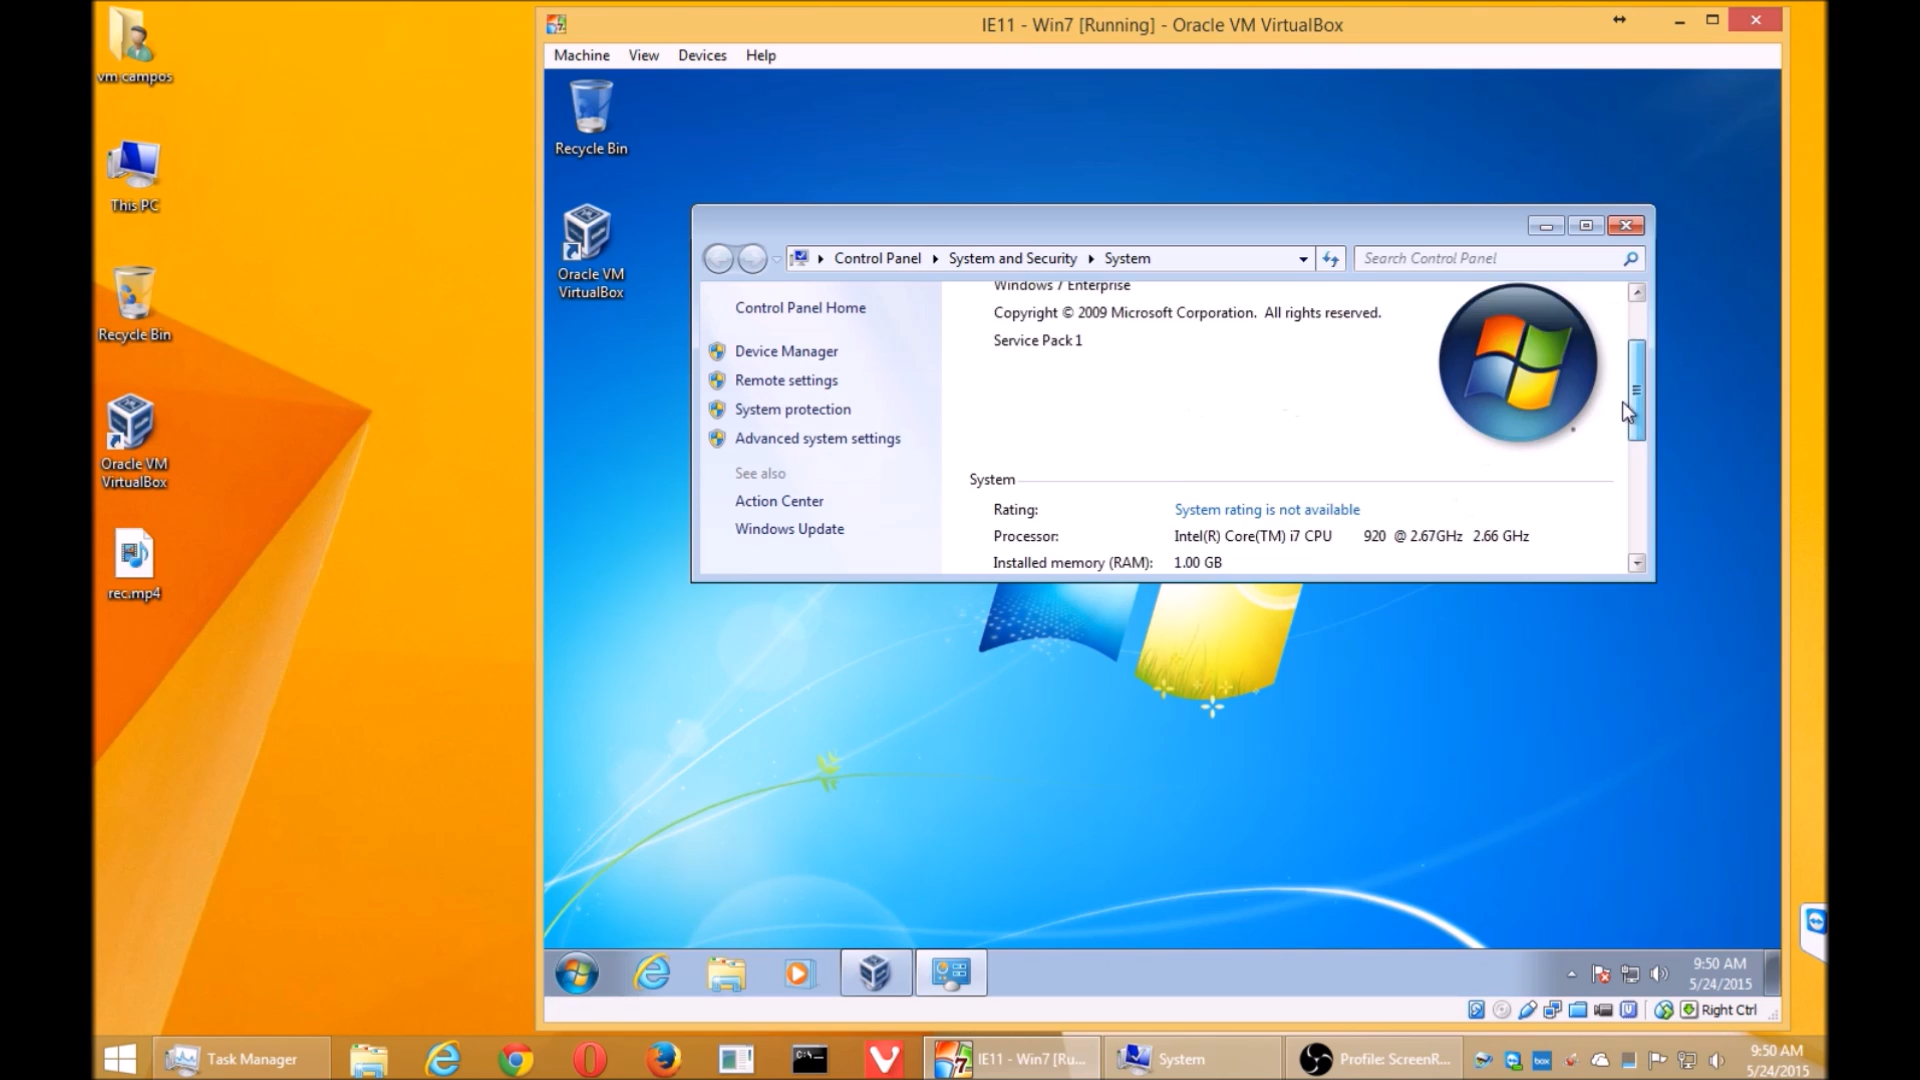 vm campos
This PC
Recycle Bin
Oracle VM
VirtualBox
rec.mp4
IE11 - Win7 [Running] - Oracle VM VirtualBox
Machine View Devices Help
Recycle Bin
Oracle VM
VirtualBox
Control Panel System and Security System
Search Control Panel
Control Panel Home
Device Manager
Remote settings
System protection
Advanced system settings
See also
Action Center
Windows Update
Windows 7 Enterprise
Copyright © 2009 Microsoft Corporation. All rights reserved.
Service Pack 1
System
Rating: System rating is not available
Processor: Intel(R) Core(TM) i7 CPU 920 @ 2.67GHz 2.66 GHz
Installed memory (RAM): 1.00 GB
9:50 AM
5/24/2015
Right Ctrl
Task Manager
C:\_
7
IE11 - Win7 [Ru...
System
Profile: ScreenR...
box
9:50 AM
5/24/2015